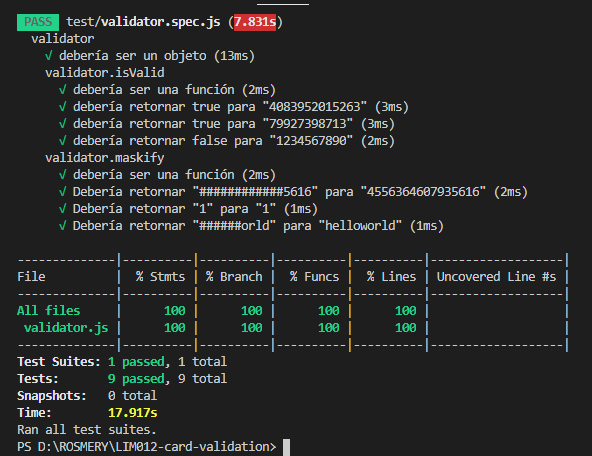 PASS test/validator.spec.js (7.831s)
validator
√ debería ser un objeto (13ms)
validator.isValid
√ debería ser una función (2ms)
√ debería retornar true para "4083952015263" (3ms)
√ debería retornar true para "79927398713" (3ms)
√ debería retornar false para "1234567890" (2ms)
validator.maskify
√ debería ser una función (2ms)
√ Debería retornar "############5616" para "4556364607935616" (2ms)
√ Debería retornar "1" para "1" (1ms)
√ Debería retornar "######orld" para "helloworld" (1ms)
--------------|----------|----------|----------|----------|-------------------|
File | % Stmts | % Branch | % Funcs | % Lines | Uncovered Line #s |
--------------|----------|----------|----------|----------|-------------------|
All files | 100 | 100 | 100 | 100 | |
validator.js | 100 | 100 | 100 | 100 | |
--------------|----------|----------|----------|----------|-------------------|
Test Suites: 1 passed, 1 total
Tests: 9 passed, 9 total
Snapshots: 0 total
Time: 17.917s
Ran all test suites.
PS D:\ROSMERY\LIM012-card-validation>